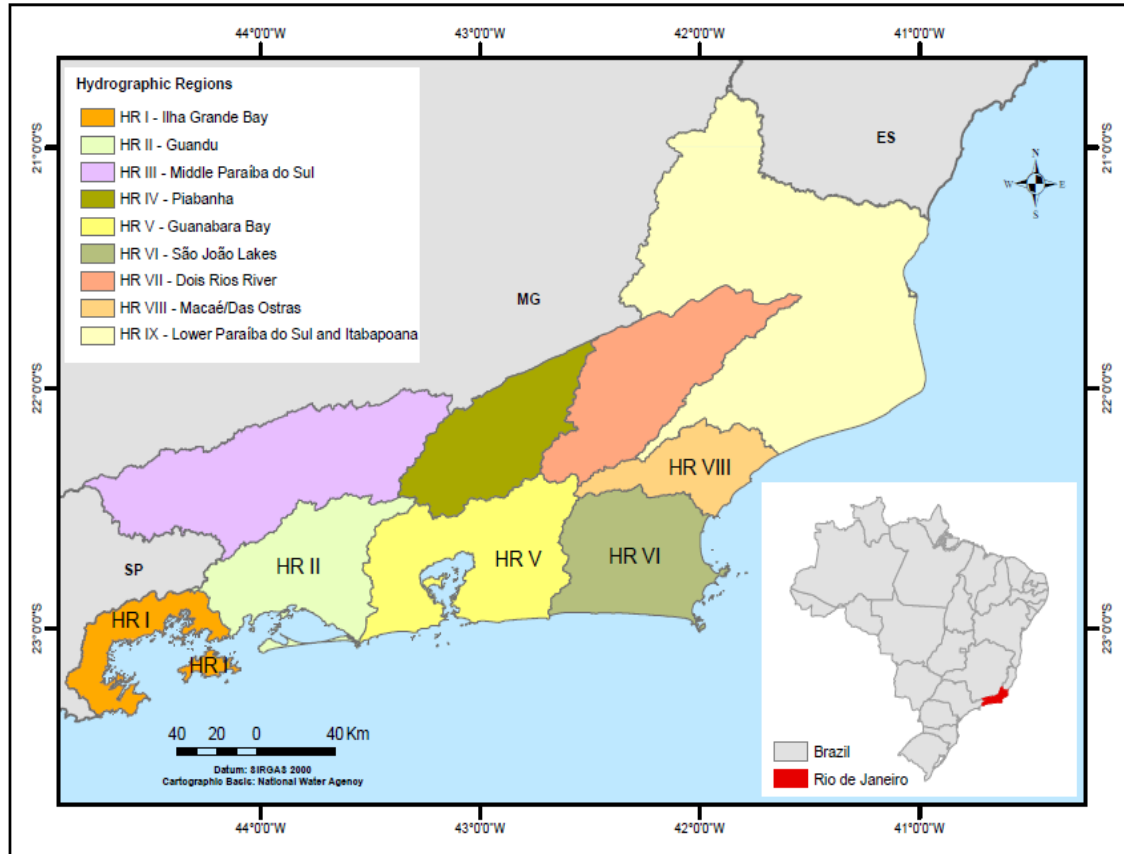 44°0'0"W 43°0'0"W 42°0'0"W 41°0'0"W
Hydrographic Regions
HR I - Ilha Grande Bay
HR II - Guandu
HR III - Middle Paraíba do Sul
HR IV - Piabanha
HR V - Guanabara Bay
HR VI - São João Lakes
HR VII - Dois Rios River
HR VIII - Macaé/Das Ostras
HR IX - Lower Paraíba do Sul and Itabapoana
21°0'0"S
22°0'0"S
23°0'0"S
ES
N
W E
S
21°0'0"S
22°0'0"S
23°0'0"S
MG
SP
HR VIII
HR II
HR V
HR VI
HR I
HR I
40 20 0 40 Km
Datum: SIRGAS 2000
Cartographic Basis: National Water Agency
Brazil
Rio de Janeiro
44°0'0"W 43°0'0"W 42°0'0"W 41°0'0"W